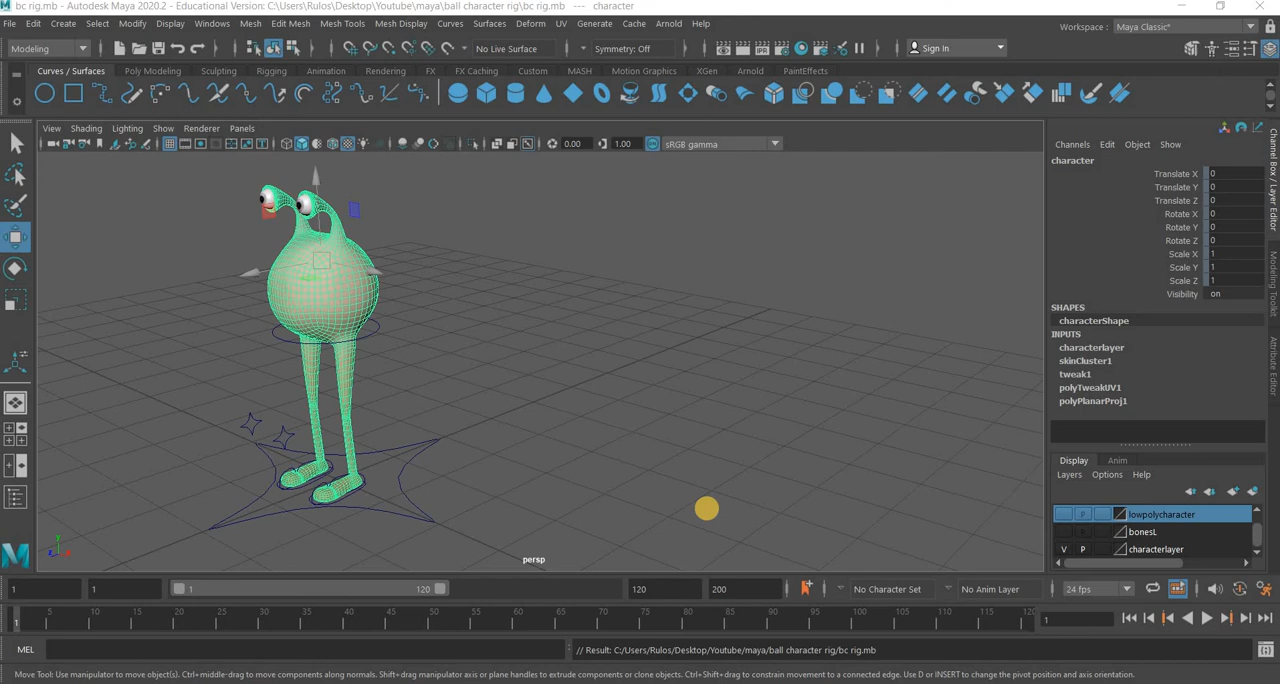 bc rig.mb - Autodesk Maya 2020.2 - Educational Version: C:\Users\Rulos\Desktop\Youtube\maya\ball character rig\bc rig.mb --- character
File Edit Create Select Modify Display Windows Mesh Edit Mesh Mesh Tools Mesh Display Curves Surfaces Deform UV Generate Cache Arnold Help
Workspace : Maya Classic*
Modeling No Live Surface Symmetry: Off Sign In
Curves / Surfaces Poly Modeling Sculpting Rigging Animation Rendering FX FX Caching Custom MASH Motion Graphics XGen Arnold PaintEffects
View Shading Lighting Show Renderer Panels
0.00 1.00 sRGB gamma
Channels Edit Object Show
character
Translate X 0
Translate Y 0
Translate Z 0
Rotate X 0
Rotate Y 0
Rotate Z 0
Scale X 1
Scale Y 1
Scale Z 1
Visibility on
SHAPES
characterShape
INPUTS
characterlayer
skinCluster1
tweak1
polyTweakUV1
polyPlanarProj1
Channel Box / Layer Editor
Modeling Toolkit
Attribute Editor
Display Anim
Layers Options Help
P lowpolycharacter
bonesL
V P characterlayer
y
z x
persp
1 1 1 120 120 200 No Character Set No Anim Layer 24 fps
1 5 10 15 20 25 30 35 40 45 50 55 60 65 70 75 80 85 90 95 100 105 110 115 120 1
MEL // Result: C:/Users/Rulos/Desktop/Youtube/maya/ball character rig/bc rig.mb
Move Tool: Use manipulator to move object(s). Ctrl+middle-drag to move components along normals. Shift+drag manipulator axis or plane handles to extrude components or clone objects. Ctrl+Shift+drag to constrain movement to a connected edge. Use D or INSERT to change the pivot position and axis orientation.